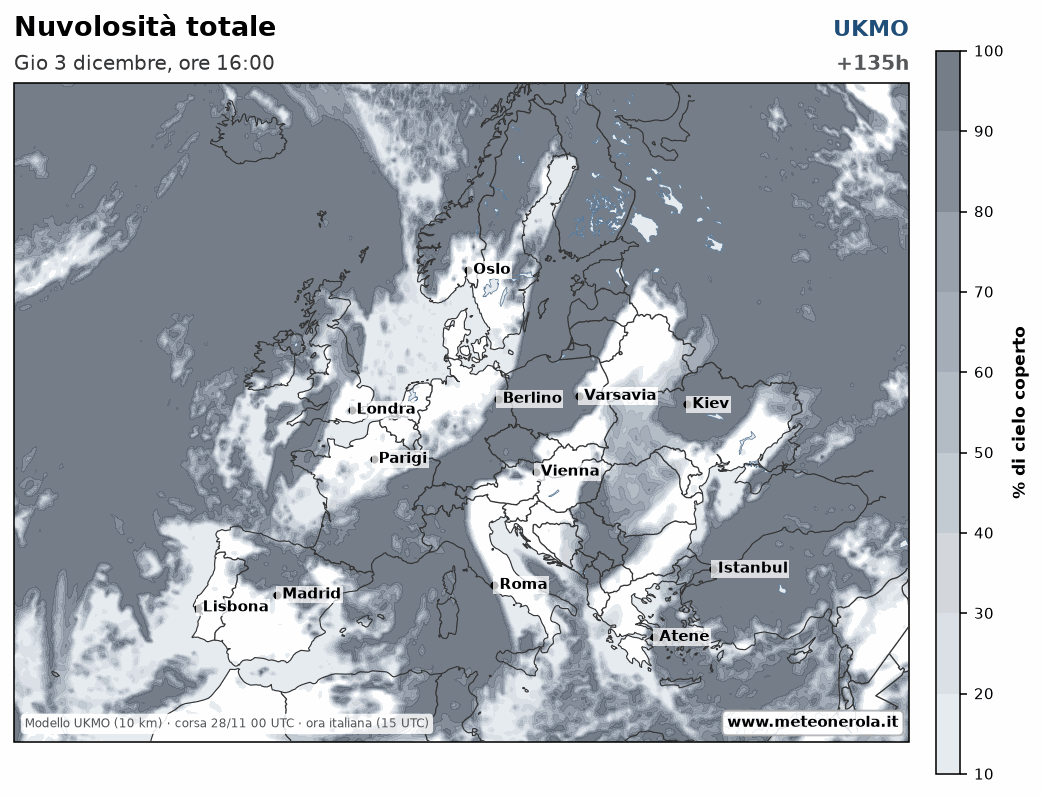 Nuvolosità totale
UKMO
Gio 3 dicembre, ore 16:00
+135h
100
90
80
70
60
50
40
30
20
10
% di cielo coperto
Oslo
Londra
Berlino
Varsavia
Kiev
Parigi
Vienna
Istanbul
Roma
Madrid
Lisbona
Atene
Modello UKMO (10 km) · corsa 28/11 00 UTC · ora italiana (15 UTC)
www.meteonerola.it